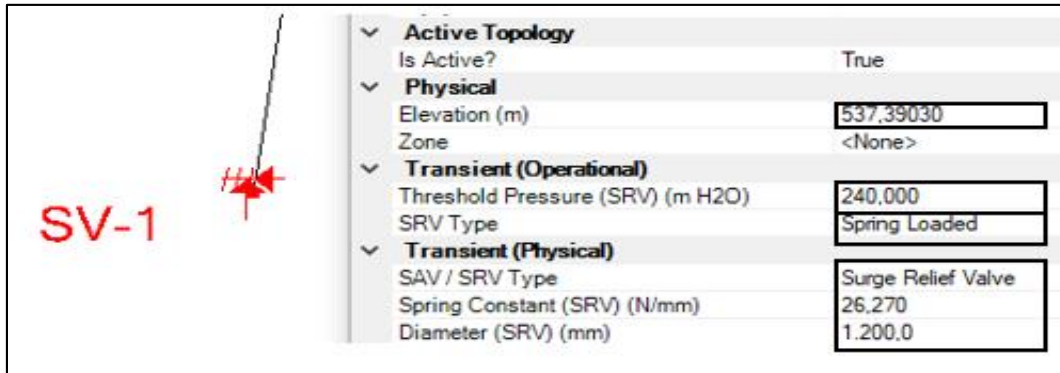 Active Topology
Is Active? True
Physical
Elevation (m) 537,39030
Zone <None>
Transient (Operational)
Threshold Pressure (SRV) (m H2O) 240,000
SRV Type Spring Loaded
Transient (Physical)
SAV / SRV Type Surge Relief Valve
Spring Constant (SRV) (N/mm) 26,270
Diameter (SRV) (mm) 1.200,0
SV-1